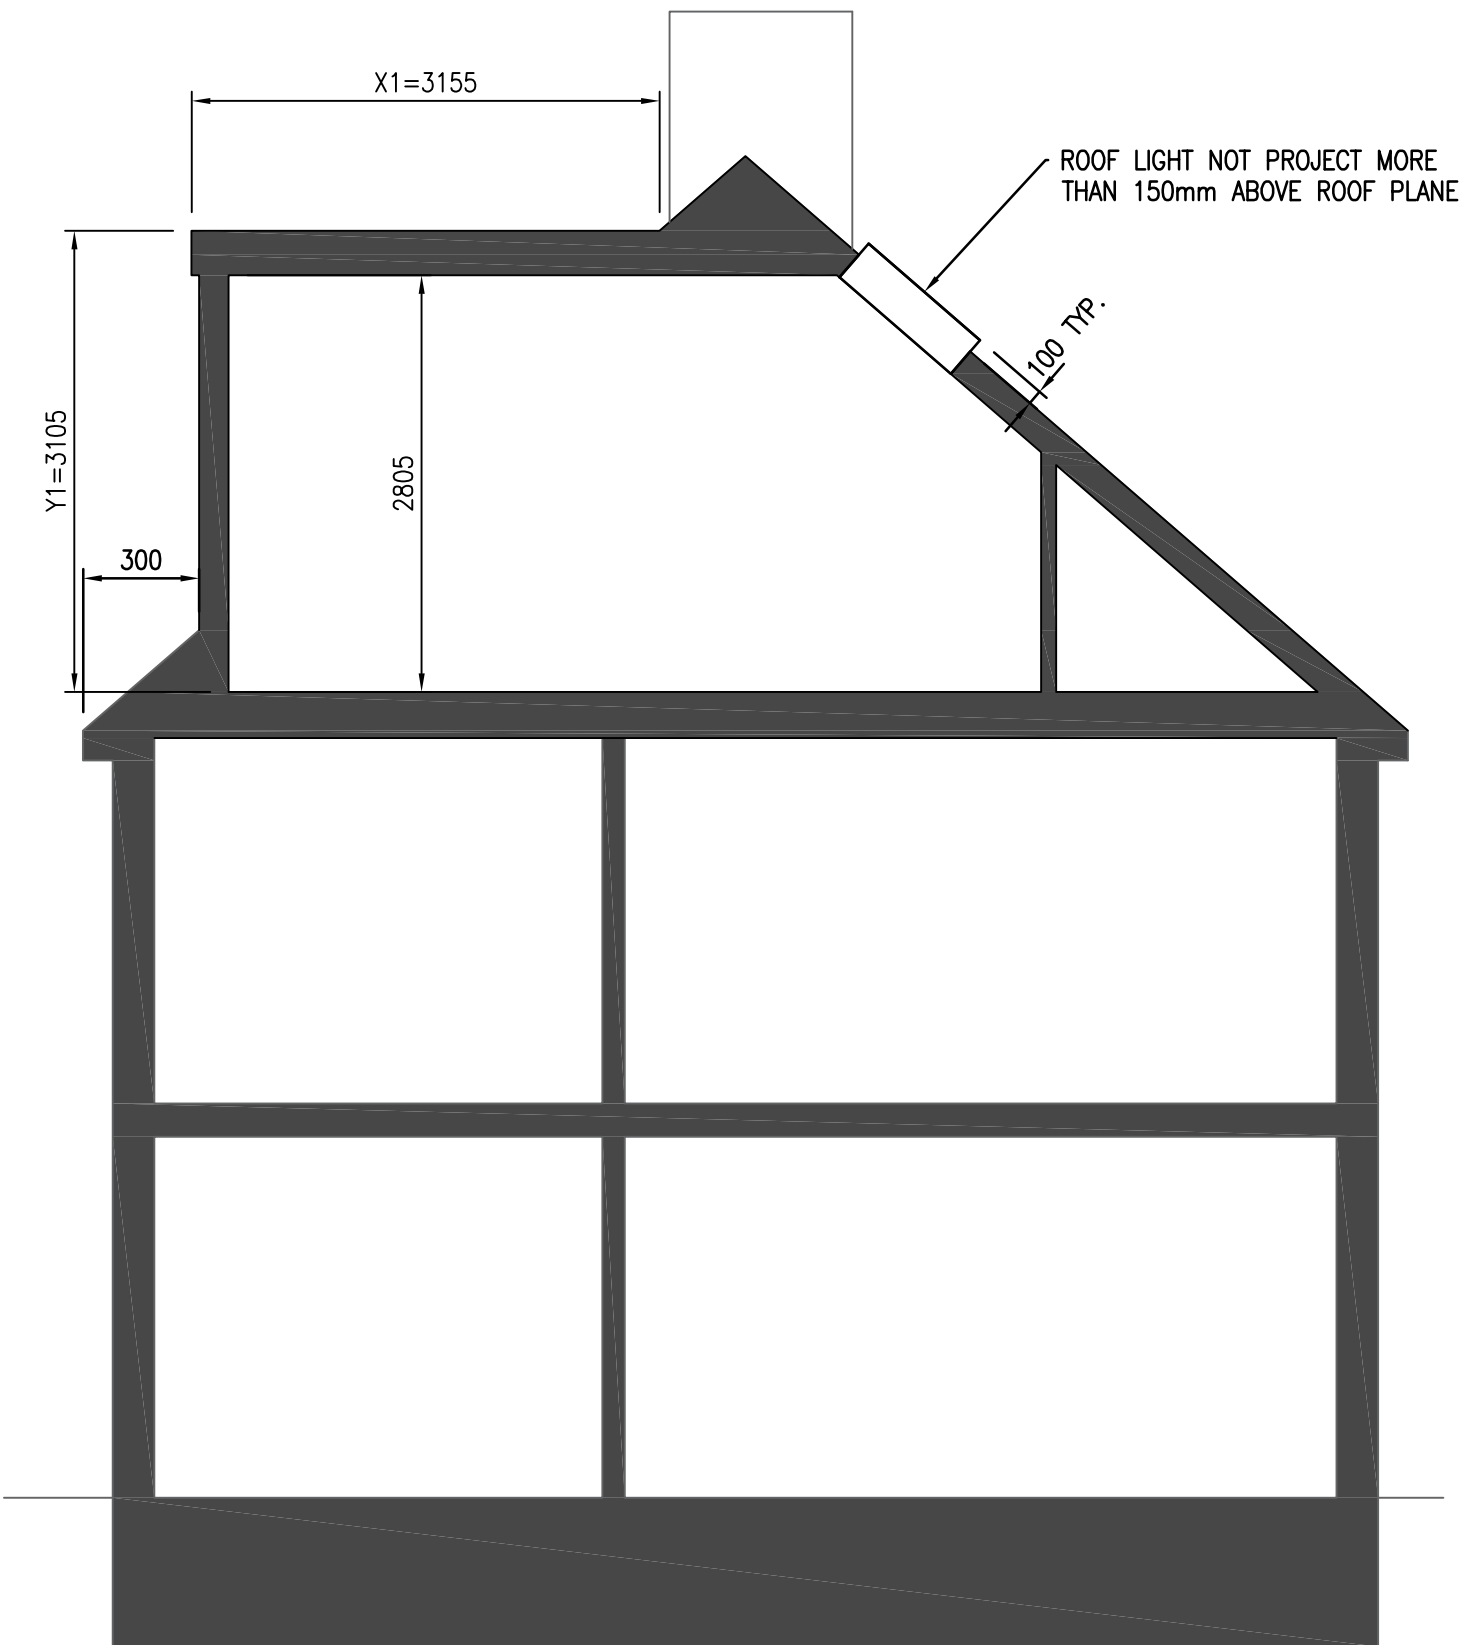 X1=3155
ROOF LIGHT NOT PROJECT MORE
THAN 150mm ABOVE ROOF PLANE
100 TYP.
Y1=3105
2805
300